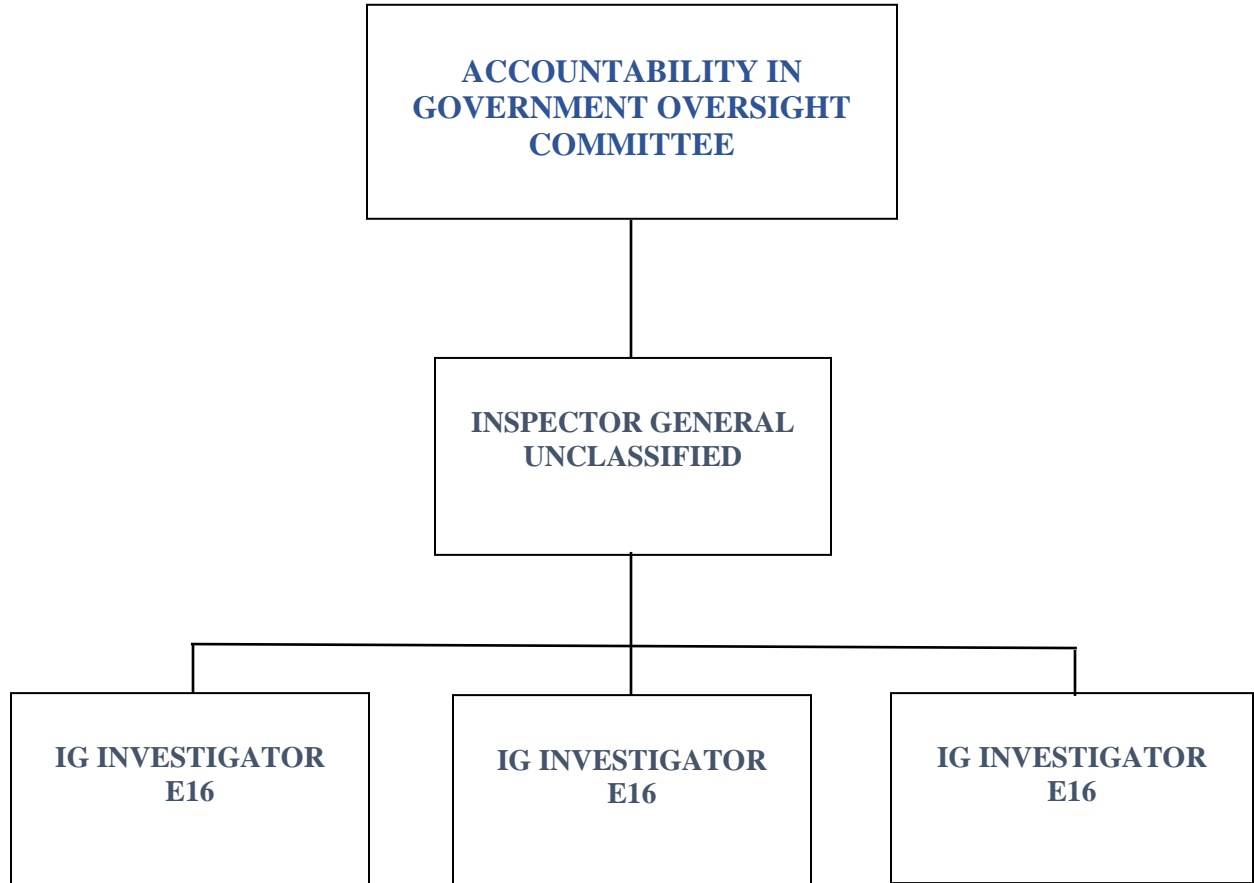 ACCOUNTABILITY IN
GOVERNMENT OVERSIGHT
COMMITTEE
INSPECTOR GENERAL
UNCLASSIFIED
IG INVESTIGATOR
E16
IG INVESTIGATOR
E16
IG INVESTIGATOR
E16